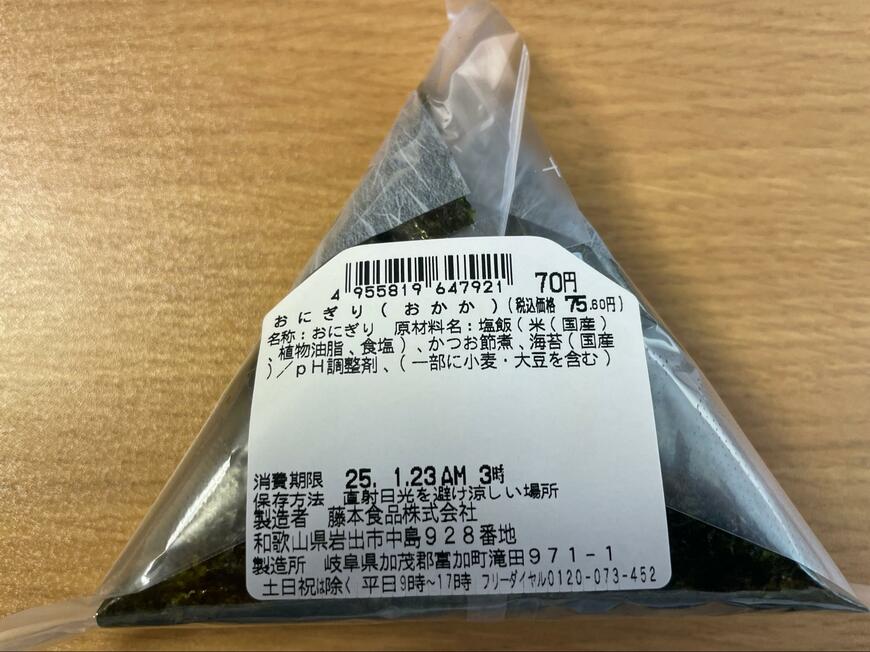 4 955819 647921
70円
おにぎり(おかか)(税込価格 75.60円)
名称:おにぎり 原材料名:塩飯(米(国産)
、植物油脂、食塩)、かつお節煮、海苔(国産
)/pH調整剤、(一部に小麦・大豆を含む)
消費期限 25. 1.23 AM 3時
保存方法 直射日光を避け涼しい場所
製造者 藤本食品株式会社
和歌山県岩出市中島928番地
製造所 岐阜県加茂郡富加町滝田971-1
土日祝は除く 平日9時~17時 フリーダイヤル0120-073-452